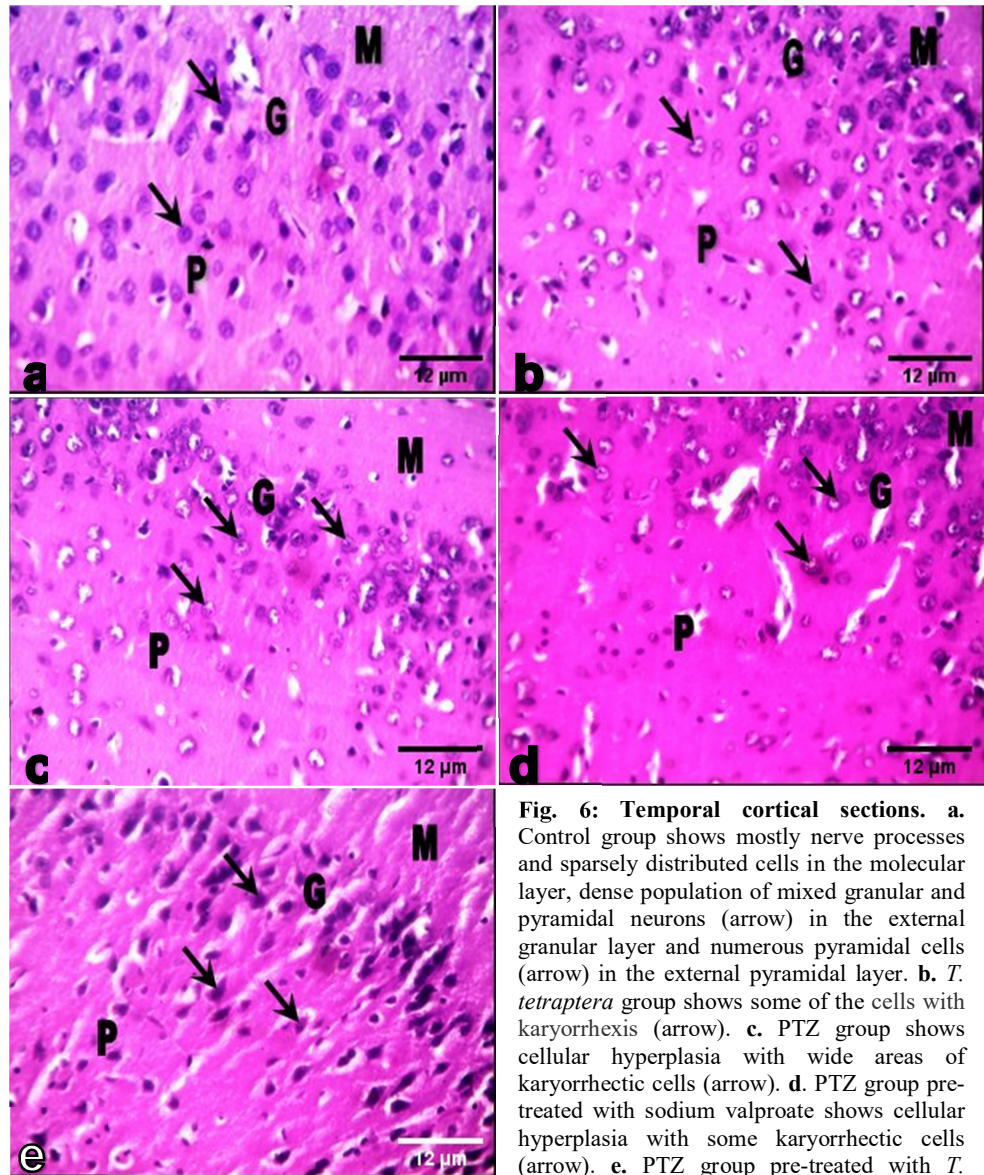 M
G
P
a
12 µm
M
G
P
b
12 µm
M
G
P
c
12 µm
M
G
P
d
12 µm
M
G
P
e
12 µm
Fig. 6: Temporal cortical sections. a.
Control group shows mostly nerve processes
and sparsely distributed cells in the molecular
layer, dense population of mixed granular and
pyramidal neurons (arrow) in the external
granular layer and numerous pyramidal cells
(arrow) in the external pyramidal layer. b. T.
tetraptera group shows some of the cells with
karyorrhexis (arrow). c. PTZ group shows
cellular hyperplasia with wide areas of
karyorrhectic cells (arrow). d. PTZ group pre-
treated with sodium valproate shows cellular
hyperplasia with some karyorrhectic cells
(arrow). e. PTZ group pre-treated with T.